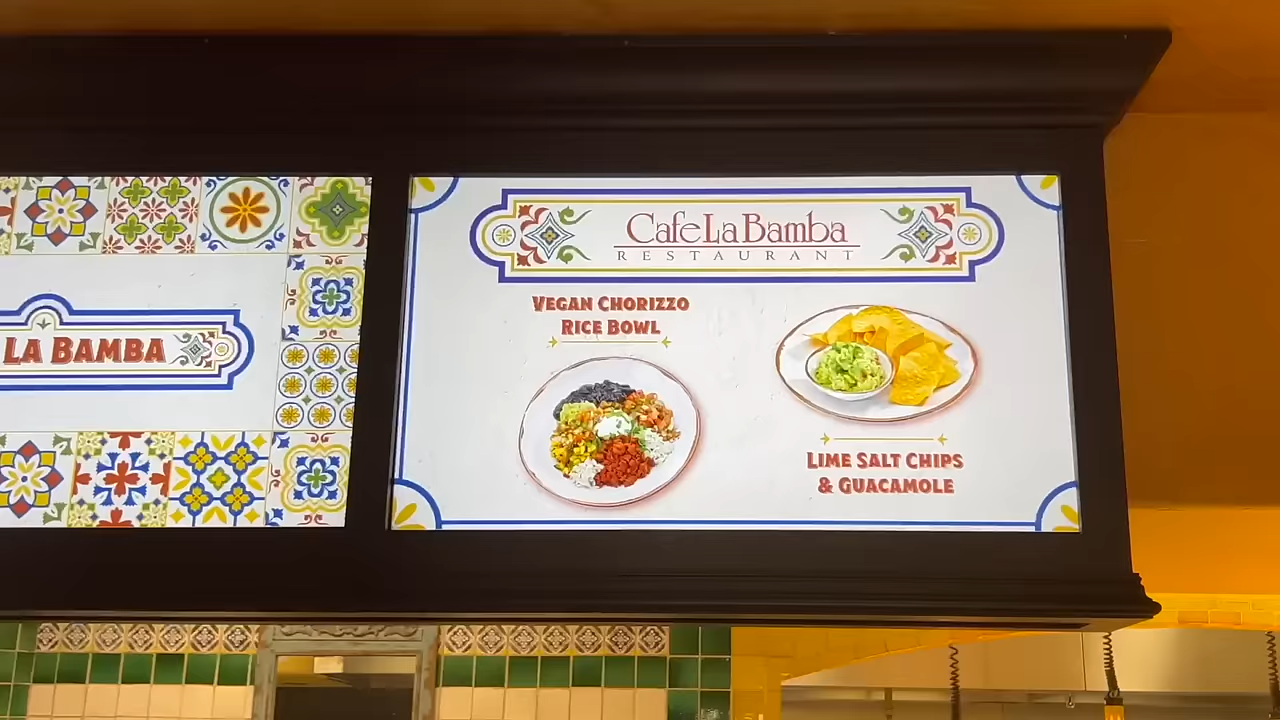 LA BAMBA
Cafe La Bamba
RESTAURANT
VEGAN CHORIZZO
RICE BOWL
LIME SALT CHIPS
& GUACAMOLE